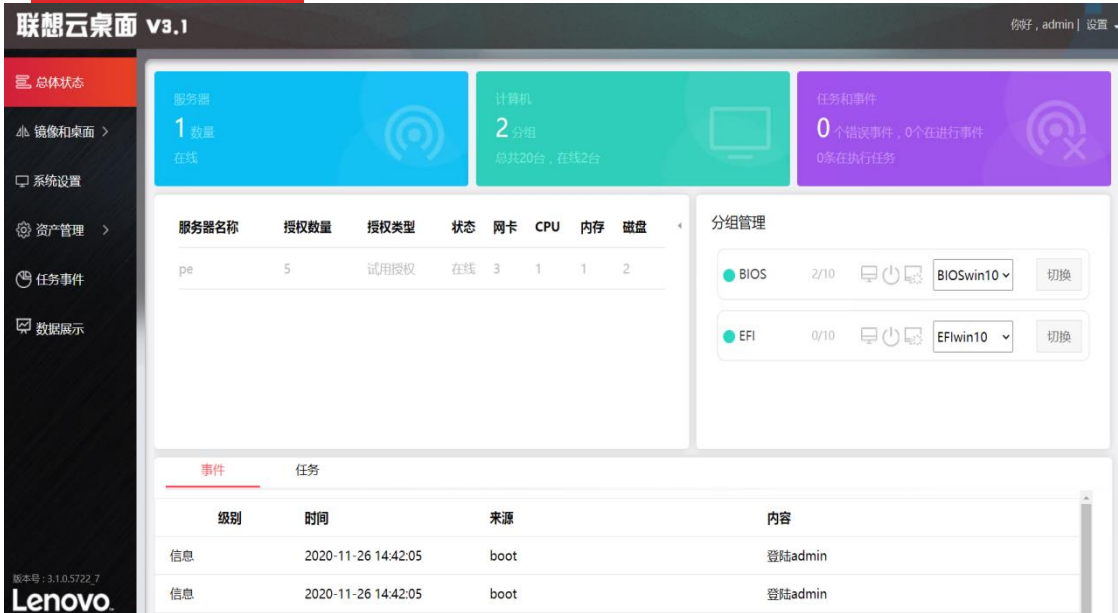 联想云桌面 V3.1
你好，admin | 设置
总体状态
镜像和桌面
系统设置
资产管理
任务事件
数据展示
版本号：3.1.0.5722_7
Lenovo.
服务器
1 数量
在线
计算机
2 分组
总共20台，在线2台
任务和事件
0 个错误事件，0个在进行事件
0条在执行任务
服务器名称 授权数量 授权类型 状态 网卡 CPU 内存 磁盘
pe 5 试用授权 在线 3 1 1 2
分组管理
BIOS 2/10 BIOSwin10 切换
EFI 0/10 EFIwin10 切换
事件 任务
级别 时间 来源 内容
信息 2020-11-26 14:42:05 boot 登陆admin
信息 2020-11-26 14:42:05 boot 登陆admin